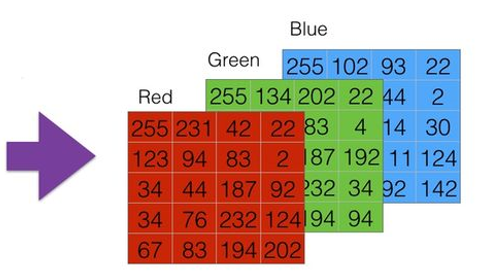 Blue
Green
Red
255 102 93 22
255 134 202 22 44 2
255 231 42 22 83 4 14 30
123 94 83 2 187 192 11 124
34 44 187 92 232 34 92 142
34 76 232 124 194 94
67 83 194 202